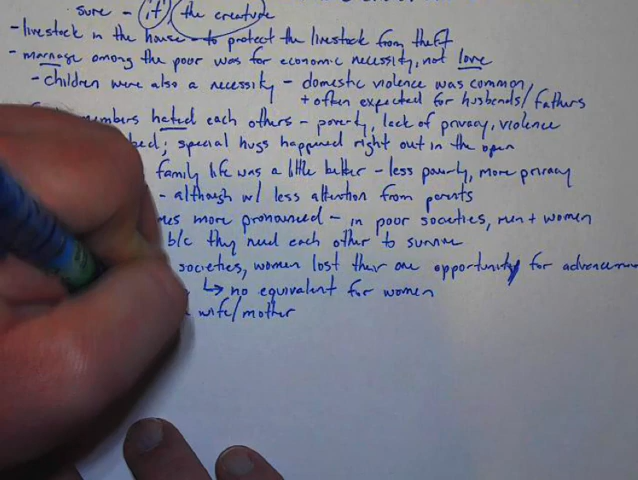 sure - "it", the creature
- livestock in the house - to protect the livestock from theft
- marriage among the poor was for economic necessity, not love
- children were also a necessity - domestic violence was common,
+ often expected for husbands/fathers
members hated each others - poverty, lack of privacy, violence
bed; special hugs happened right out in the open
family life was a little better - less poverty, more privacy
- although w/ less attention from parents
more pronounced - in poor societies, men + women
b/c they need each other to survive
societies, women lost their one opportunity for advancemen
↳ no equivalent for women
wife/mother